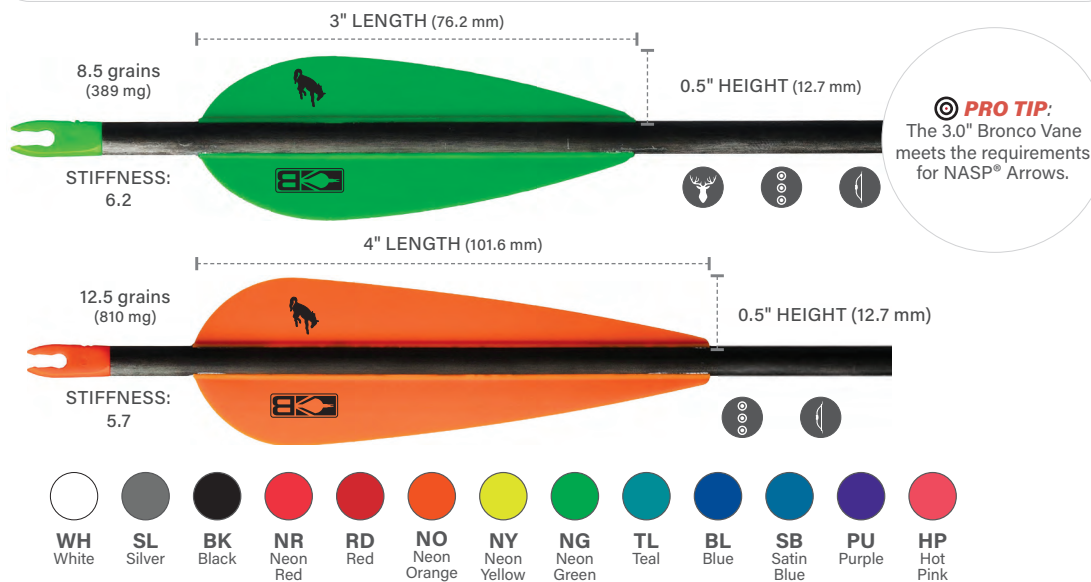 3" LENGTH (76.2 mm)
8.5 grains
(389 mg)
0.5" HEIGHT (12.7 mm)
PRO TIP:
The 3.0" Bronco Vane
meets the requirements
for NASP® Arrows.
STIFFNESS:
6.2
B
4" LENGTH (101.6 mm)
12.5 grains
(810 mg)
0.5" HEIGHT (12.7 mm)
STIFFNESS:
5.7
B
WH SL BK NR RD NO NY NG TL BL SB PU HP
White Silver Black Neon Red Neon Neon Neon Teal Blue Satin Purple Hot
Red Orange Yellow Green Blue Pink